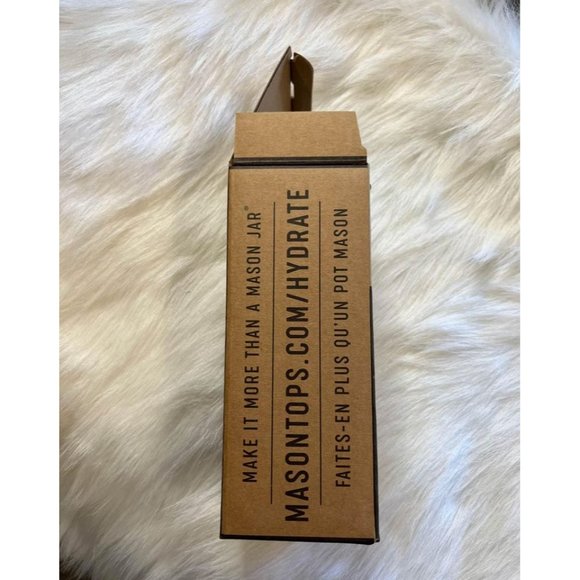 MAKE IT MORE THAN A MASON JAR®
MASONTOPS.COM/HYDRATE
FAITES-EN PLUS QU'UN POT MASON